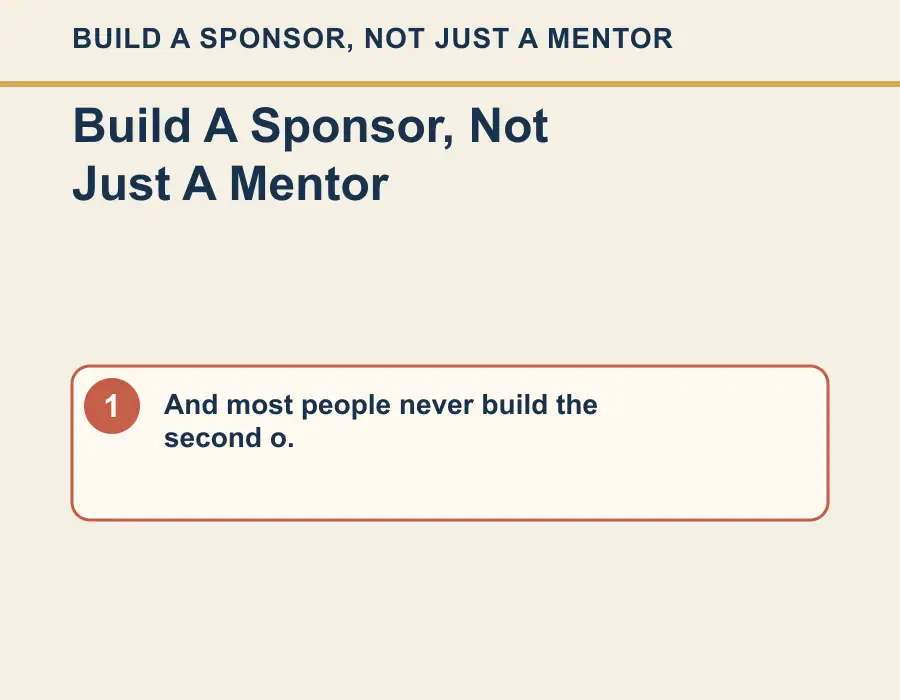 BUILD A SPONSOR, NOT JUST A MENTOR
Build A Sponsor, Not
Just A Mentor
1
And most people never build the
second o.